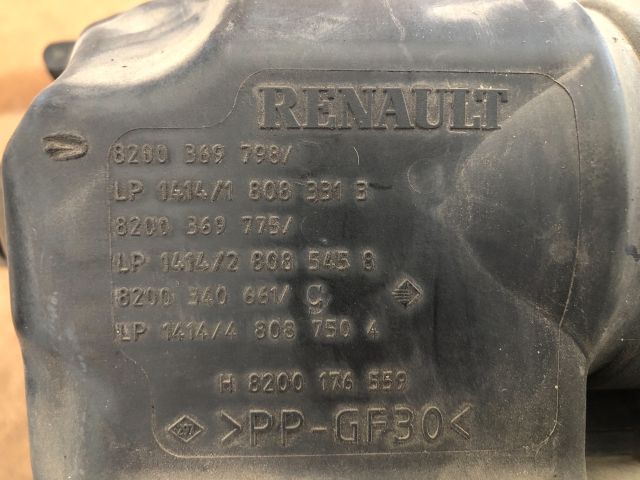 RENAULT
8200 369 798/
LP 1414/1 808 331 3
8200 369 775/
LP 1414/2 808 545 8
8200 340 661/ C
LP 1414/4 808 750 4
H 8200 176 559
>PP-GF30<